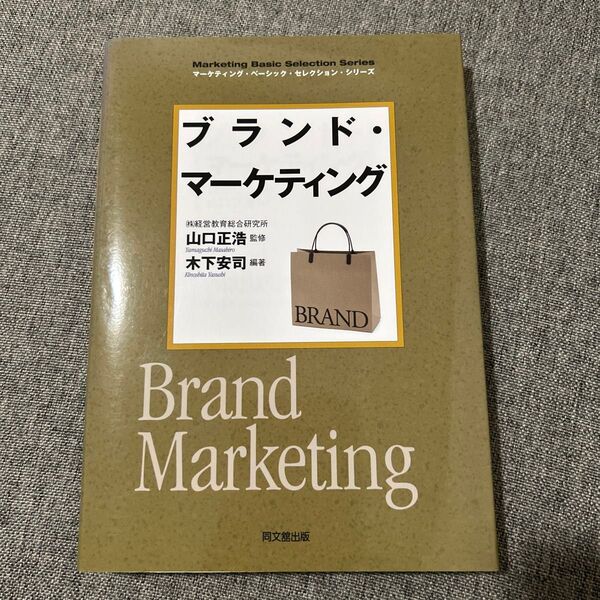 Marketing Basic Selection Series
マーケティング・ベーシック・セレクション・シリーズ
ブランド・
マーケティング
㈱経営教育総合研究所
山口正浩 監修
Yamaguchi Masahiro
木下安司 編著
Kinoshita Yasushi
BRAND
Brand
Marketing
同文舘出版